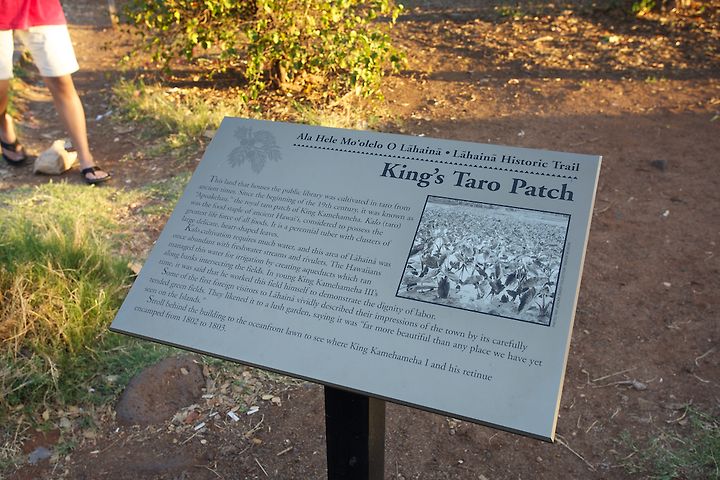 Ala Hele Mo'olelo O Lāhainā • Lāhainā Historic Trail
King's Taro Patch
This land that houses the public library was cultivated in taro from
ancient times. Since the beginning of the 19th century, it was known as
the royal taro patch of King Kamehameha. Kalo (taro)
was the food staple of ancient Hawai'i, considered to possess the
greatest life force of all foods. It is a perennial tuber with clusters of
big delicate, heart-shaped leaves.
Kalo cultivation requires much water, and this area of Lāhainā was
once abundant with freshwater streams and rivulets. The Hawaiians
managed this water for irrigation by creating aqueducts which ran
along banks intersecting the fields. In young King Kamehameha III's
time, it was said that he worked this field himself to demonstrate the dignity of labor.
Some of the first foreign visitors to Lāhainā vividly described their impressions of the town by its carefully
tended green fields. They likened it to a lush garden, saying it was "far more beautiful than any place we have yet
seen on the Islands."
Stroll behind the building to the oceanfront lawn to see where King Kamehameha I and his retinue
encamped from 1802 to 1803.